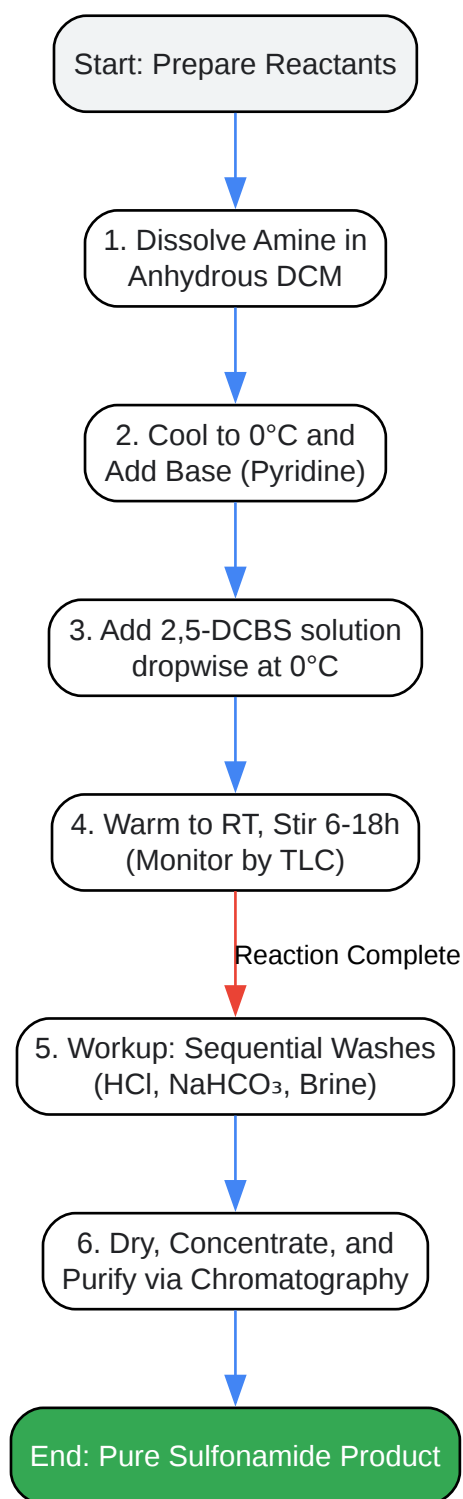 Start: Prepare Reactants
1. Dissolve Amine in
Anhydrous DCM
2. Cool to 0°C and
Add Base (Pyridine)
3. Add 2,5-DCBS solution
dropwise at 0°C
4. Warm to RT, Stir 6-18h
(Monitor by TLC)
Reaction Complete
5. Workup: Sequential Washes
(HCl, NaHCO₃, Brine)
6. Dry, Concentrate, and
Purify via Chromatography
End: Pure Sulfonamide Product